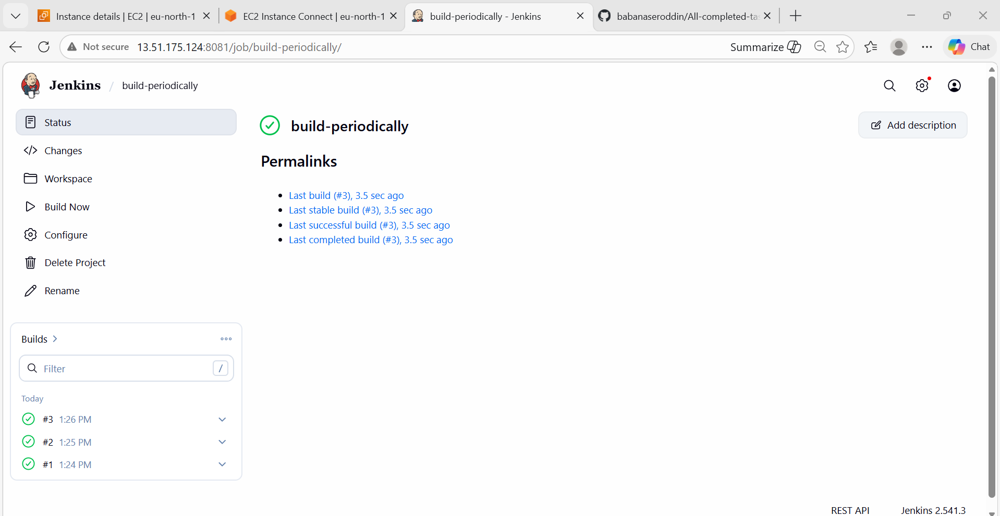 Instance details | EC2 | eu-north-1
EC2 Instance Connect | eu-north-1
build-periodically - Jenkins
babanaseroddin/All-completed-tas
Not secure 13.51.175.124:8081/job/build-periodically/
Summarize
Chat
Jenkins / build-periodically
Status
Changes
Workspace
Build Now
Configure
Delete Project
Rename
build-periodically
Add description
Permalinks
Last build (#3), 3.5 sec ago
Last stable build (#3), 3.5 sec ago
Last successful build (#3), 3.5 sec ago
Last completed build (#3), 3.5 sec ago
Builds
Filter /
Today
#3 1:26 PM
#2 1:25 PM
#1 1:24 PM
REST API
Jenkins 2.541.3